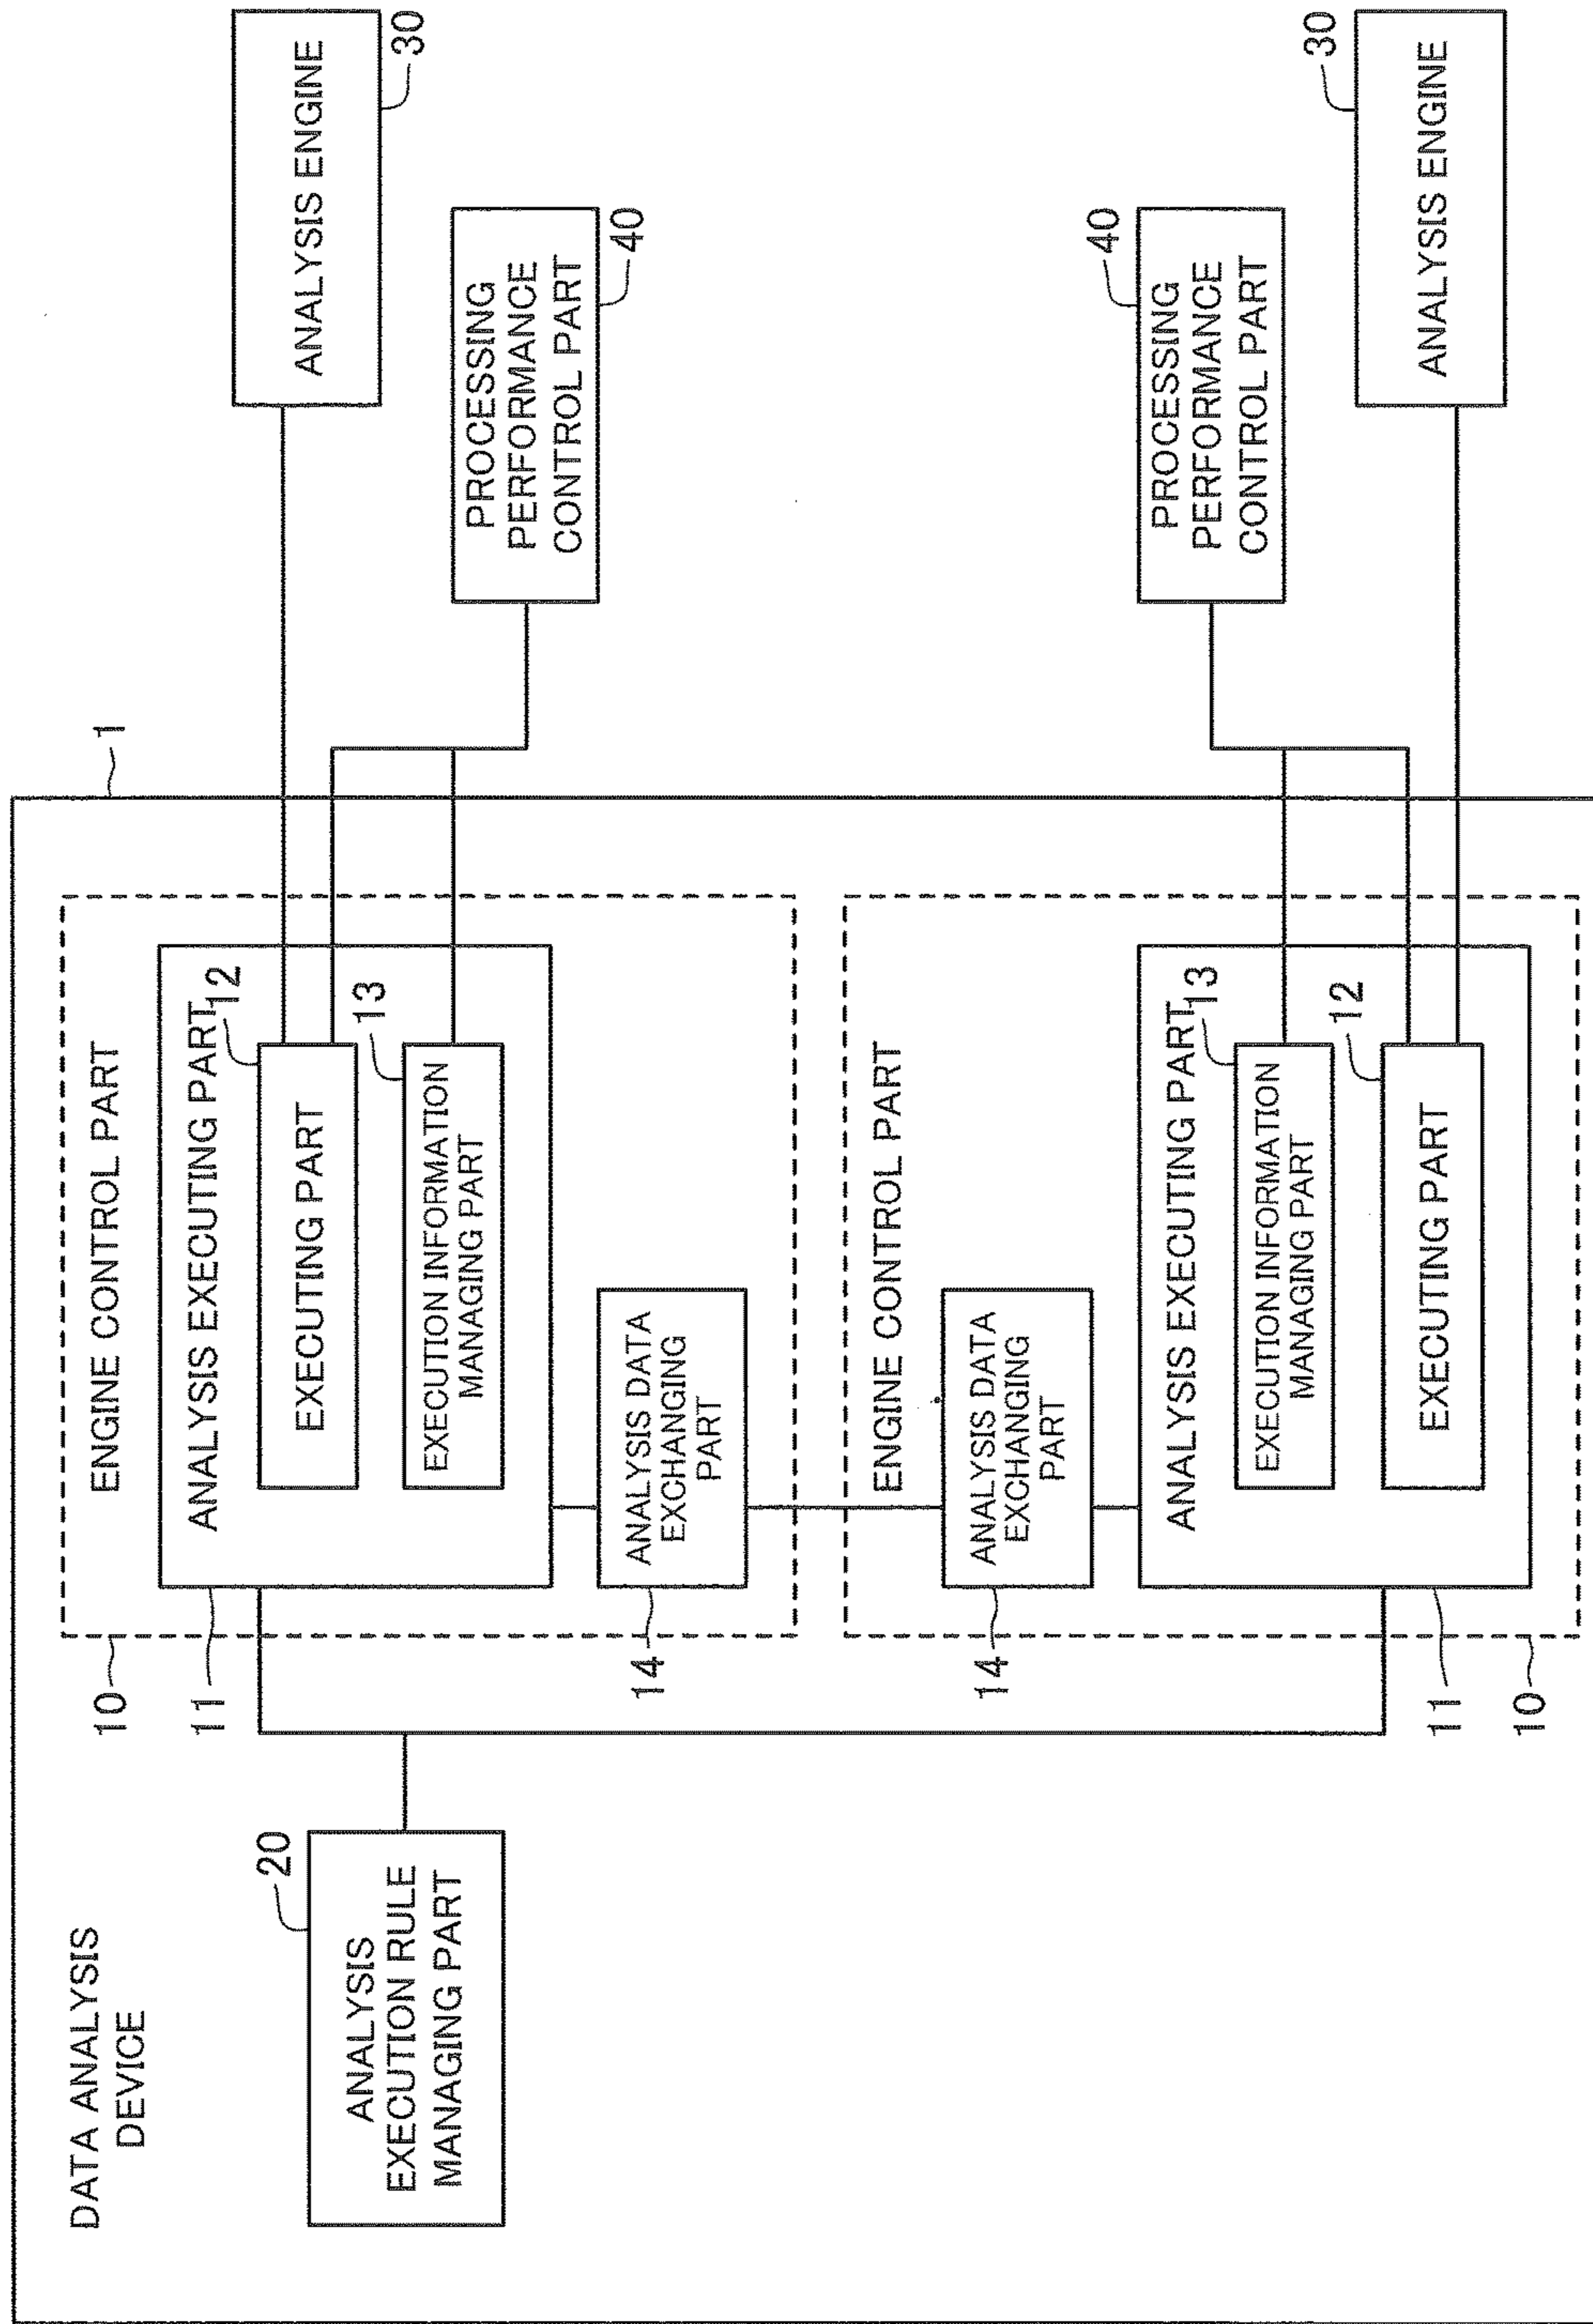 DATA ANALYSIS
DEVICE
1
20
ANALYSIS
EXECUTION RULE
MANAGING PART
10
ENGINE CONTROL PART
11
ANALYSIS EXECUTING PART
12
EXECUTING PART
13
EXECUTION INFORMATION
MANAGING PART
14
ANALYSIS DATA
EXCHANGING
PART
ANALYSIS ENGINE
30
PROCESSING
PERFORMANCE
CONTROL PART
40
ENGINE CONTROL PART
14
ANALYSIS DATA
EXCHANGING
PART
ANALYSIS EXECUTING PART
13
EXECUTION INFORMATION
MANAGING PART
12
EXECUTING PART
11
10
40
PROCESSING
PERFORMANCE
CONTROL PART
30
ANALYSIS ENGINE